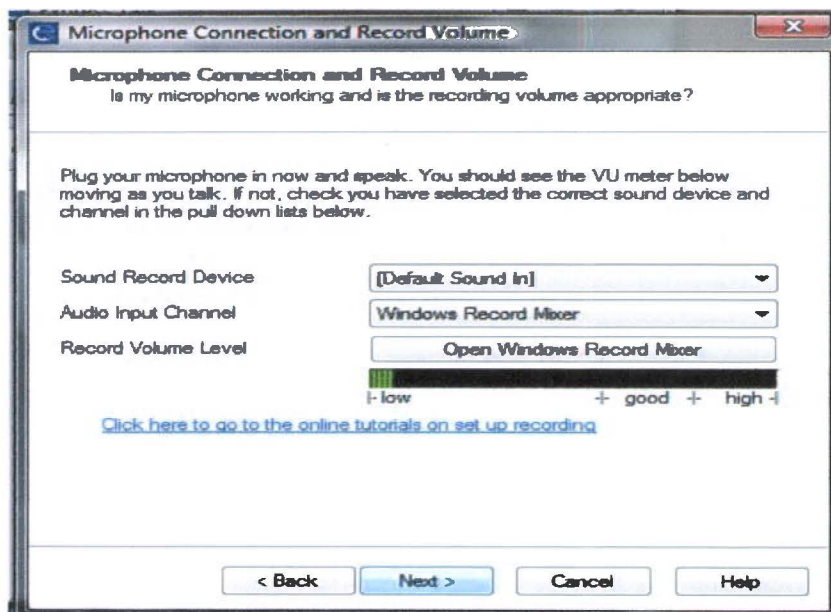 Microphone Connection and Record Volume
Microphone Connection and Record Volume
Is my microphone working and is the recording volume appropriate?
Plug your microphone in now and speak. You should see the VU meter below
moving as you talk. If not, check you have selected the correct sound device and
channel in the pull down lists below.
Sound Record Device
[Default Sound In]
Audio Input Channel
Windows Record Mixer
Record Volume Level
Open Windows Record Mixer
|- low + good + high -|
Click here to go to the online tutorials on set up recording
< Back Next > Cancel Help